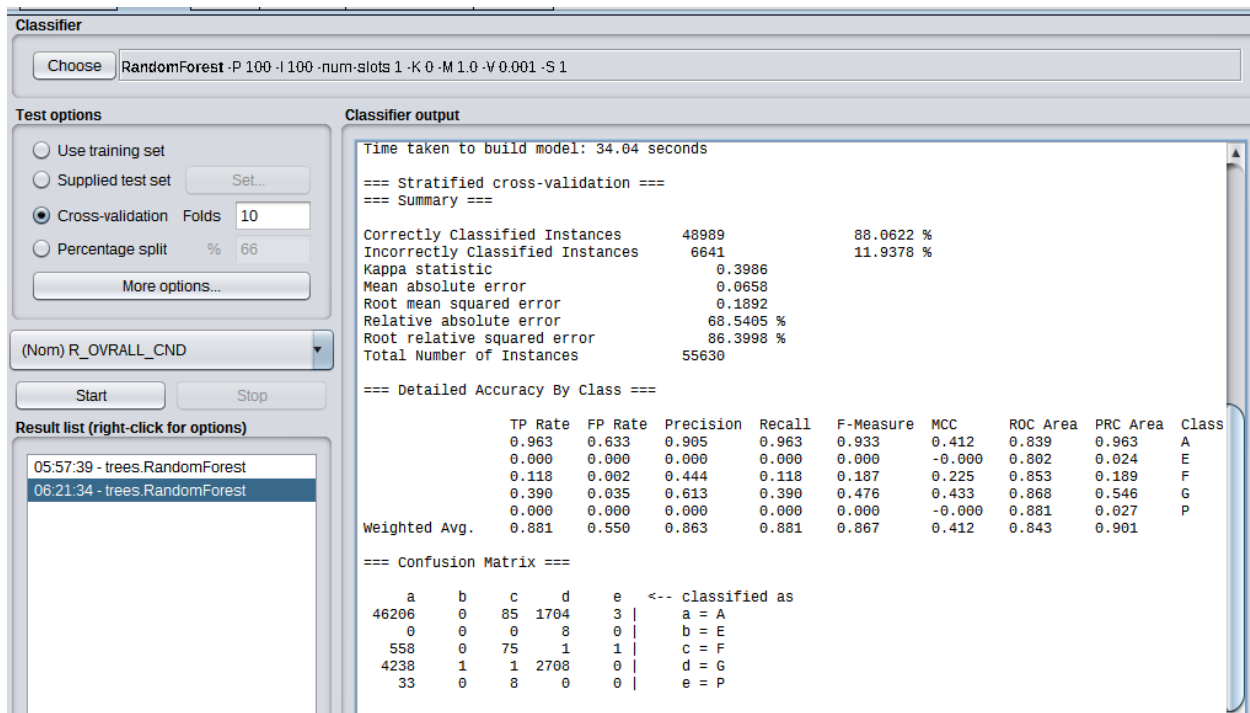 Classifier
Choose RandomForest -P 100 -I 100 -num-slots 1 -K 0 -M 1.0 -V 0.001 -S 1
Test options
Use training set
Supplied test set Set...
Cross-validation Folds 10
Percentage split % 66
More options...
(Nom) R_OVRALL_CND
Start Stop
Result list (right-click for options)
05:57:39 - trees.RandomForest
06:21:34 - trees.RandomForest
Classifier output
Time taken to build model: 34.04 seconds
=== Stratified cross-validation ===
=== Summary ===
Correctly Classified Instances 48989 88.0622 %
Incorrectly Classified Instances 6641 11.9378 %
Kappa statistic 0.3986
Mean absolute error 0.0658
Root mean squared error 0.1892
Relative absolute error 68.5405 %
Root relative squared error 86.3998 %
Total Number of Instances 55630
=== Detailed Accuracy By Class ===
TP Rate FP Rate Precision Recall F-Measure MCC ROC Area PRC Area Class
0.963 0.633 0.905 0.963 0.933 0.412 0.839 0.963 A
0.000 0.000 0.000 0.000 0.000 -0.000 0.802 0.024 E
0.118 0.002 0.444 0.118 0.187 0.225 0.853 0.189 F
0.390 0.035 0.613 0.390 0.476 0.433 0.868 0.546 G
0.000 0.000 0.000 0.000 0.000 -0.000 0.881 0.027 P
Weighted Avg. 0.881 0.550 0.863 0.881 0.867 0.412 0.843 0.901
=== Confusion Matrix ===
a b c d e <-- classified as
46206 0 85 1704 3 | a = A
0 0 0 8 0 | b = E
558 0 75 1 1 | c = F
4238 1 1 2708 0 | d = G
33 0 8 0 0 | e = P